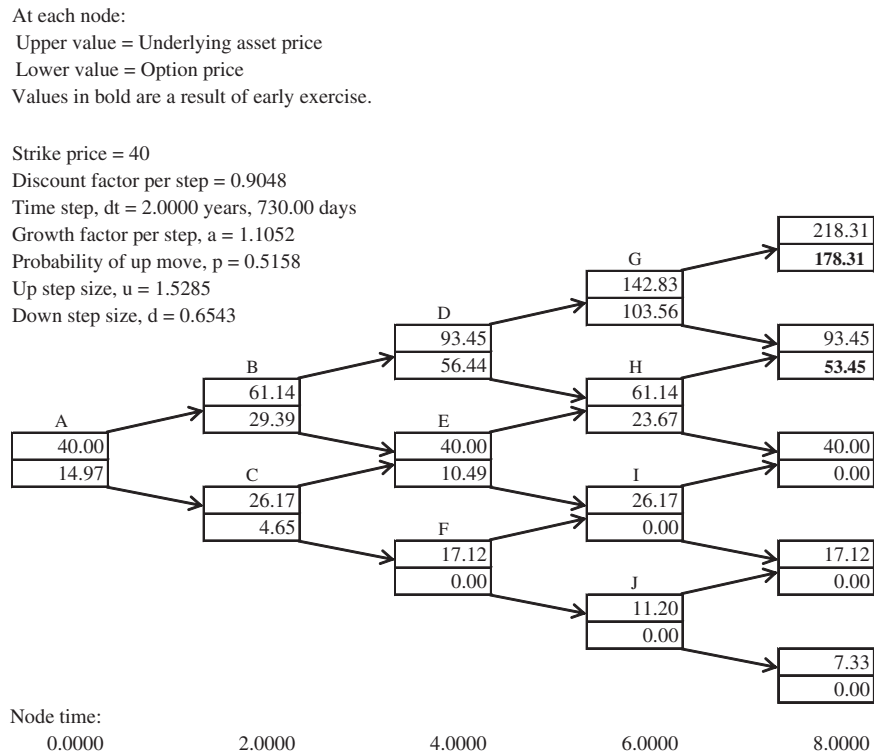 At each node:
Upper value = Underlying asset price
Lower value = Option price
Values in bold are a result of early exercise.
Strike price = 40
Discount factor per step = 0.9048
Time step, dt = 2.0000 years, 730.00 days
Growth factor per step, a = 1.1052
Probability of up move, p = 0.5158
Up step size, u = 1.5285
Down step size, d = 0.6543
A
40.00
14.97
B
61.14
29.39
C
26.17
4.65
D
93.45
56.44
E
40.00
10.49
F
17.12
0.00
G
142.83
103.56
H
61.14
23.67
I
26.17
0.00
J
11.20
0.00
218.31
178.31
93.45
53.45
40.00
0.00
17.12
0.00
7.33
0.00
Node time:
0.0000 2.0000 4.0000 6.0000 8.0000